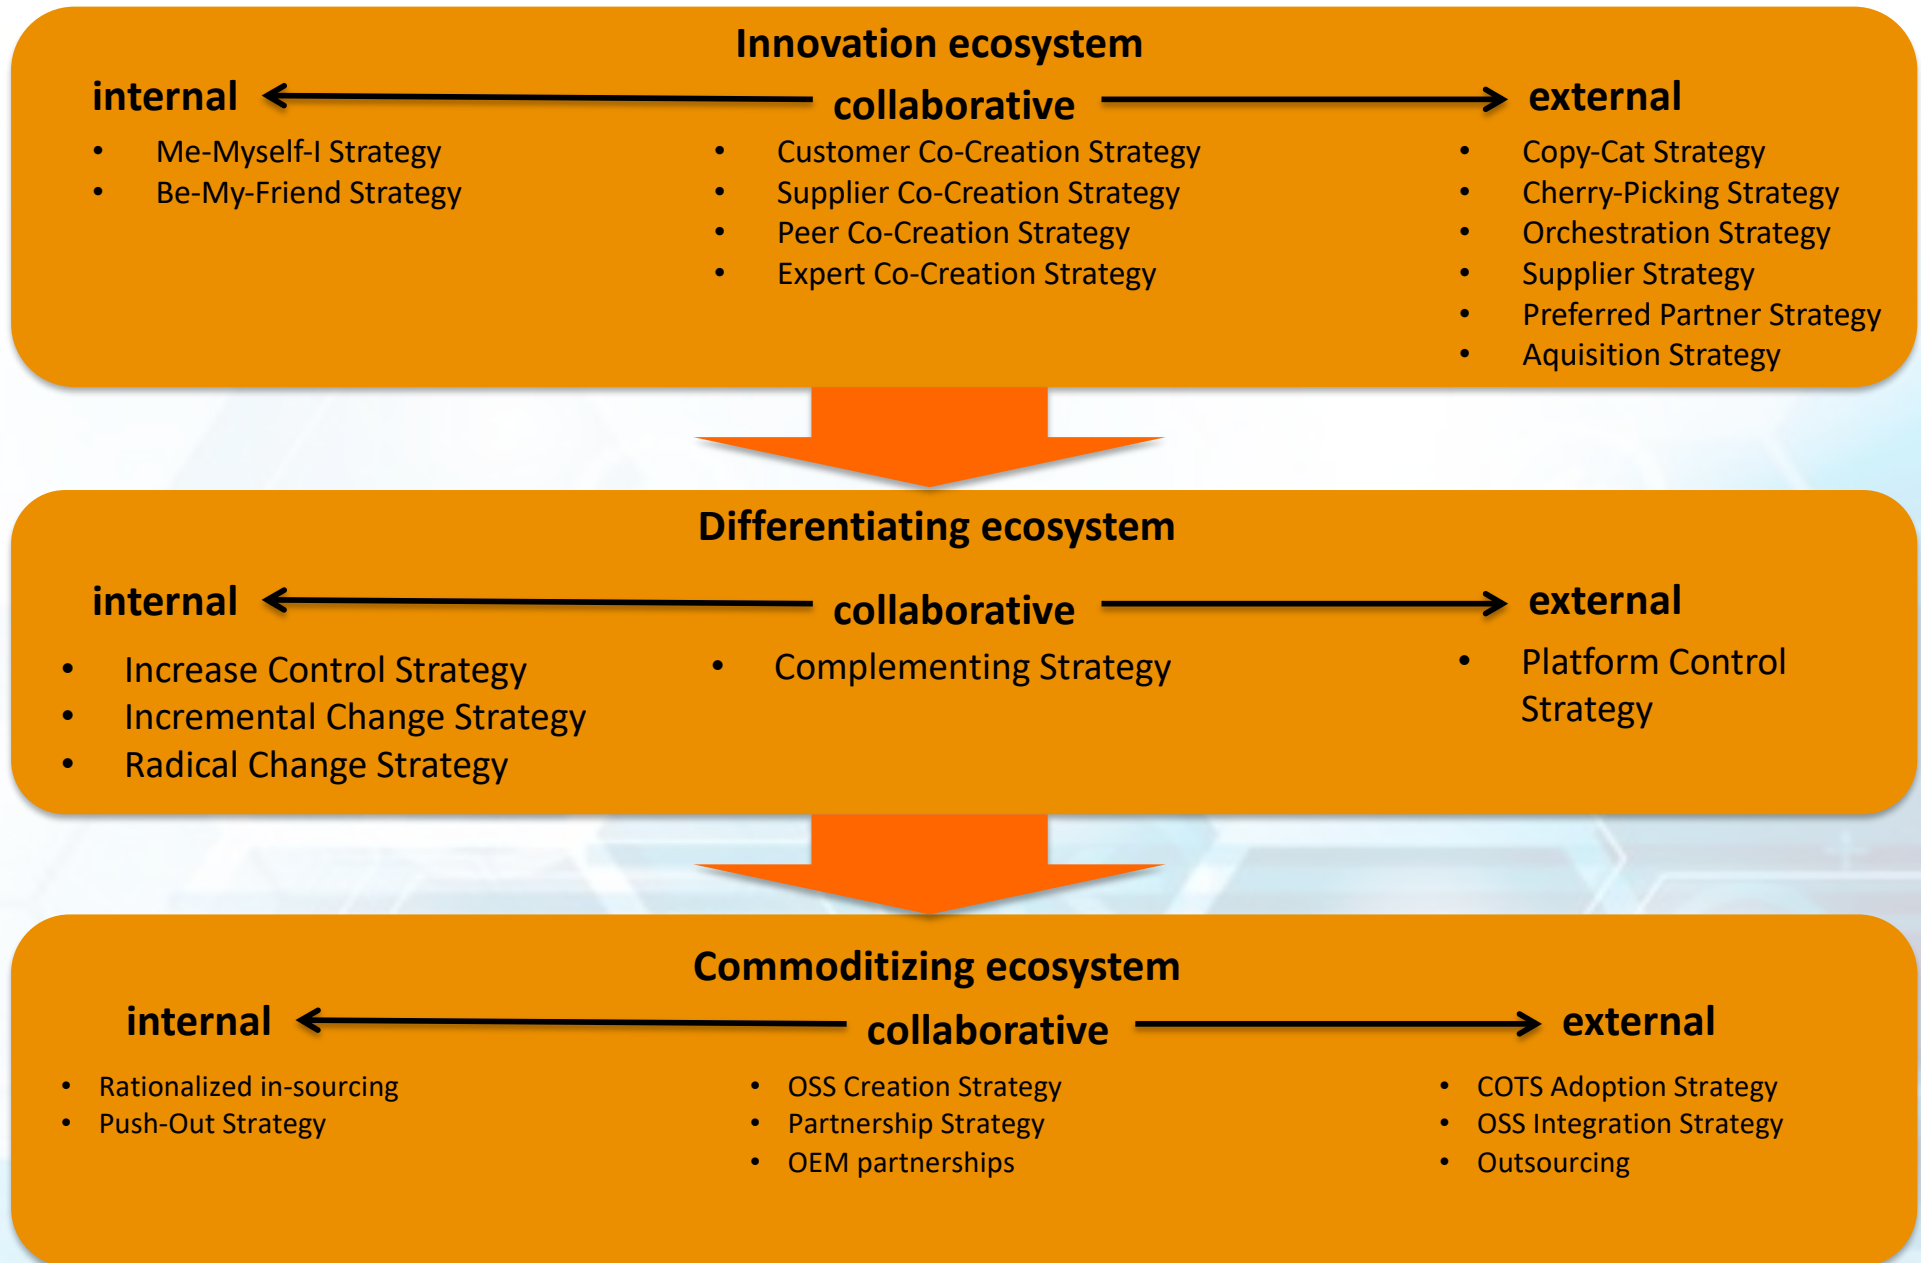 Innovation ecosystem
internal
collaborative
external
• Me-Myself-I Strategy
• Be-My-Friend Strategy
• Customer Co-Creation Strategy
• Supplier Co-Creation Strategy
• Peer Co-Creation Strategy
• Expert Co-Creation Strategy
• Copy-Cat Strategy
• Cherry-Picking Strategy
• Orchestration Strategy
• Supplier Strategy
• Preferred Partner Strategy
• Aquisition Strategy
Differentiating ecosystem
internal
collaborative
external
• Increase Control Strategy
• Incremental Change Strategy
• Radical Change Strategy
• Complementing Strategy
• Platform Control
Strategy
Commoditizing ecosystem
internal
collaborative
external
• Rationalized in-sourcing
• Push-Out Strategy
• OSS Creation Strategy
• Partnership Strategy
• OEM partnerships
• COTS Adoption Strategy
• OSS Integration Strategy
• Outsourcing